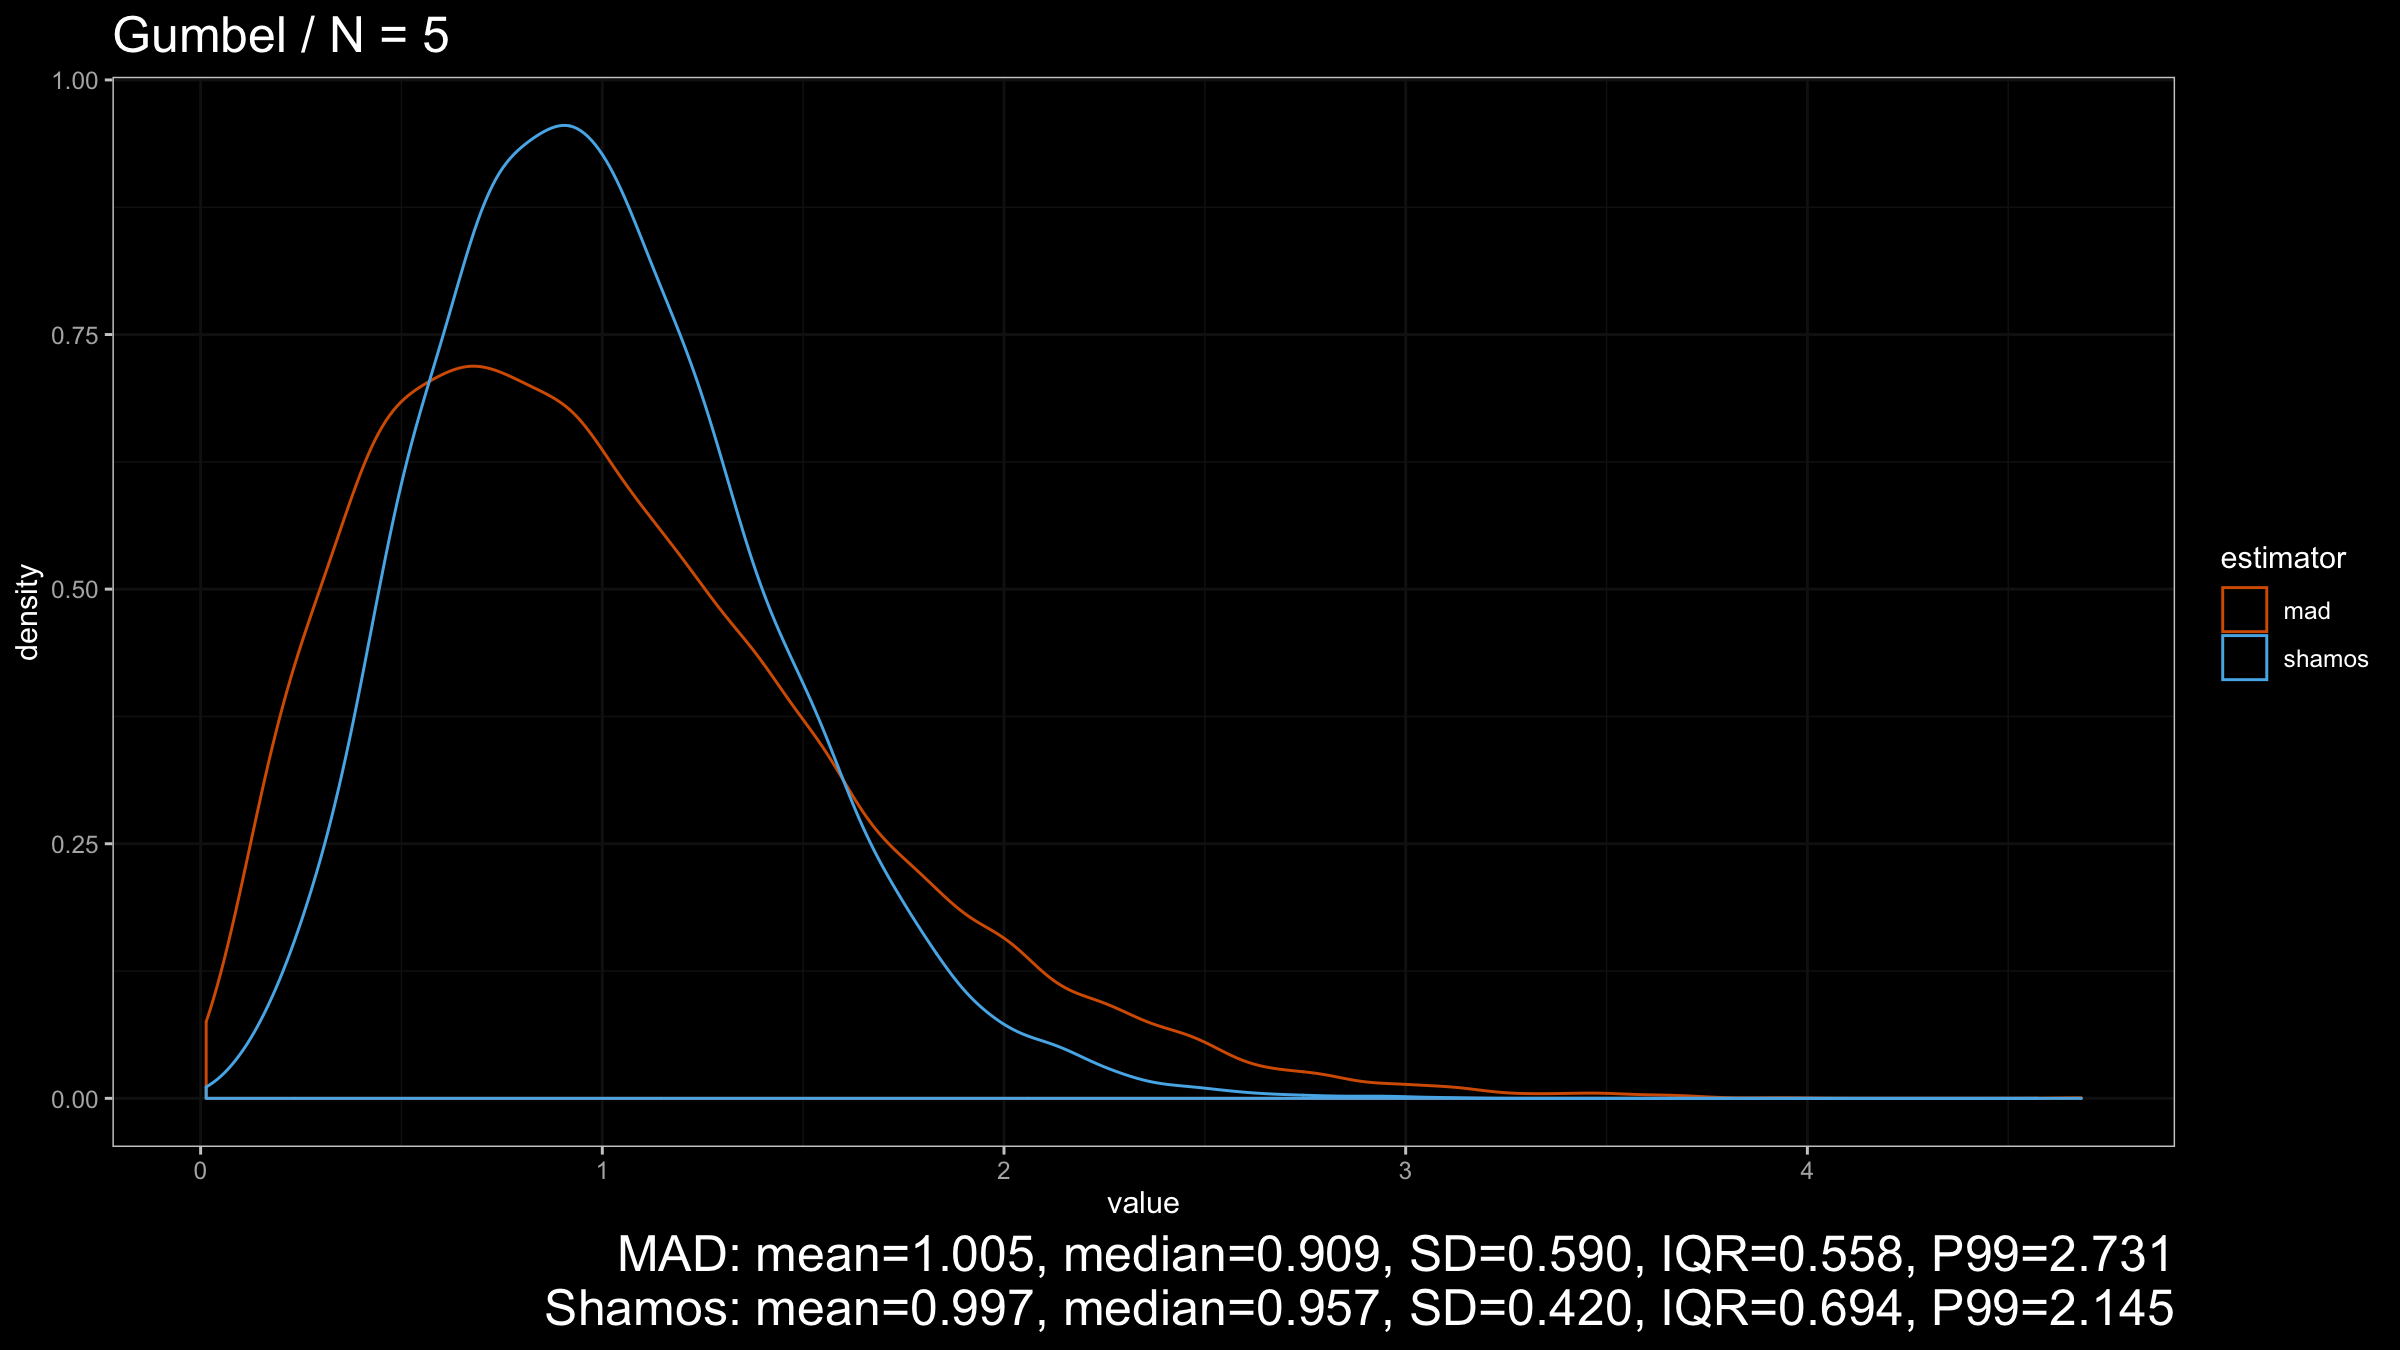 Gumbel / N = 5
1.00
0.75
0.50
0.25
0.00
density
0 1 2 3 4
value
estimator
mad
shamos
MAD: mean=1.005, median=0.909, SD=0.590, IQR=0.558, P99=2.731
Shamos: mean=0.997, median=0.957, SD=0.420, IQR=0.694, P99=2.145